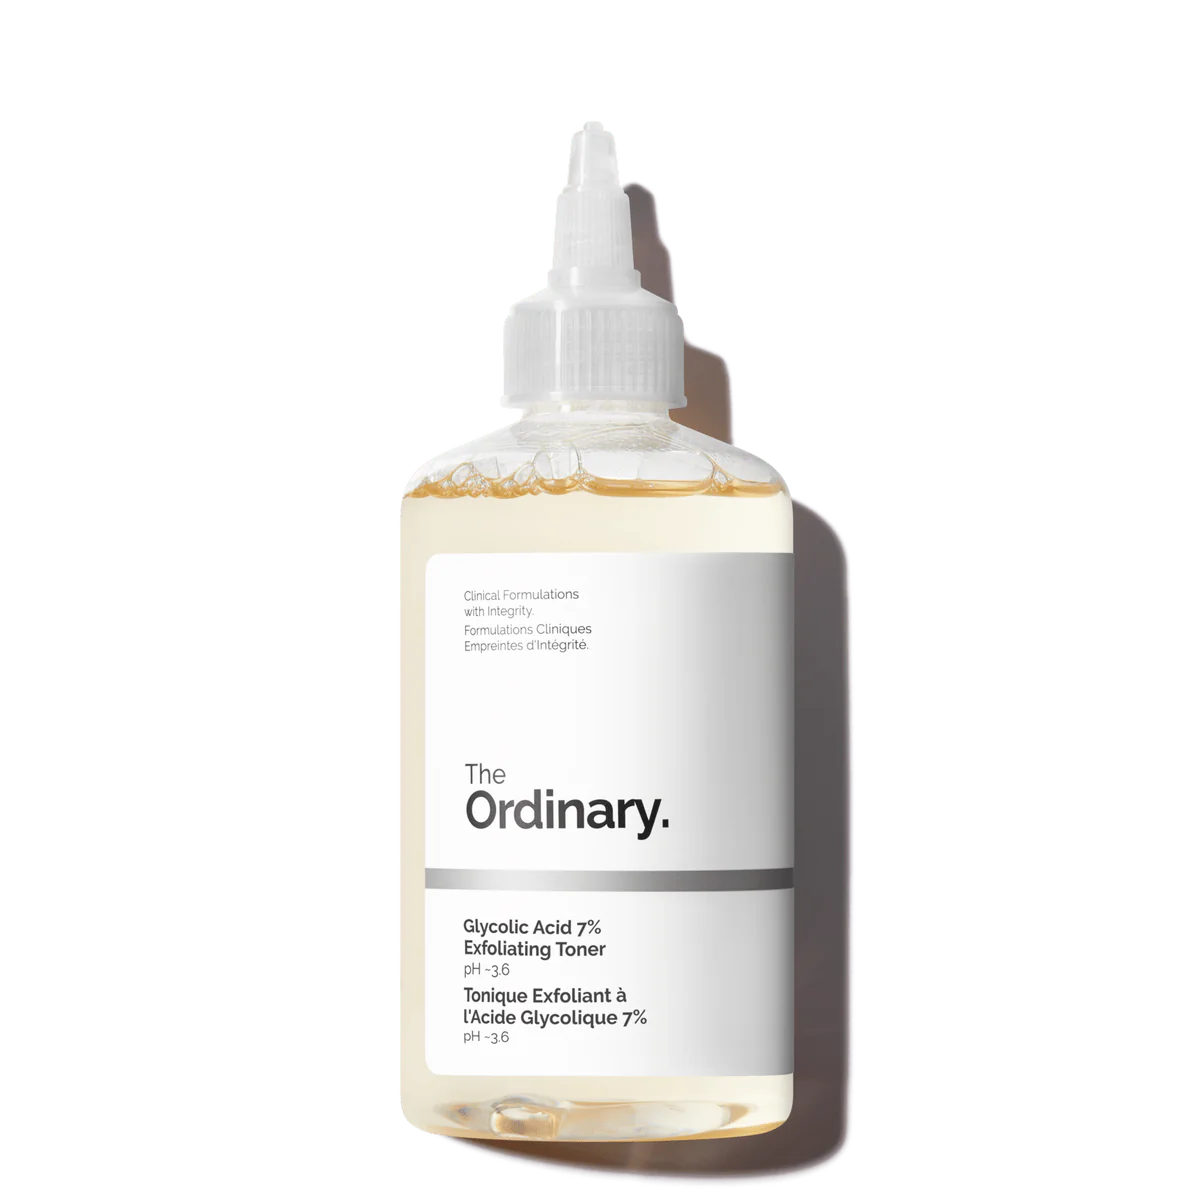 Clinical Formulations
with Integrity.
Formulations Cliniques
Empreintes d'Intégrité.
The
Ordinary.
Glycolic Acid 7%
Exfoliating Toner
pH ~3.6
Tonique Exfoliant à
l'Acide Glycolique 7%
pH ~3.6